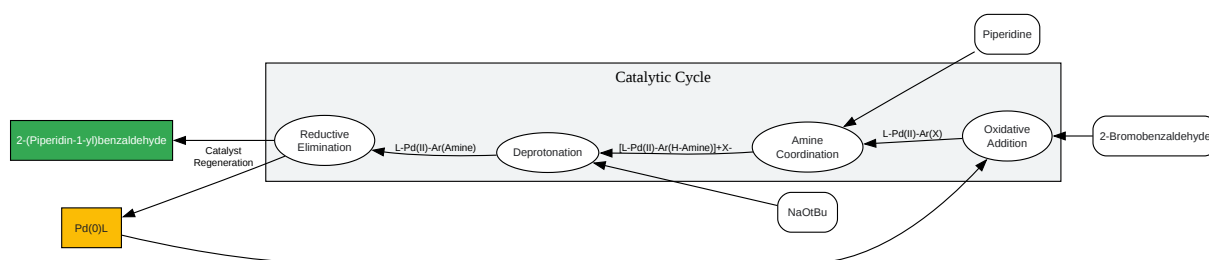 Piperidine
Catalytic Cycle
2-(Piperidin-1-yl)benzaldehyde
Reductive
Elimination
L-Pd(II)-Ar(Amine)
Deprotonation
[L-Pd(II)-Ar(H-Amine)]+X-
Amine
Coordination
L-Pd(II)-Ar(X)
Oxidative
Addition
2-Bromobenzaldehyde
Catalyst
Regeneration
Pd(0)L
NaOtBu